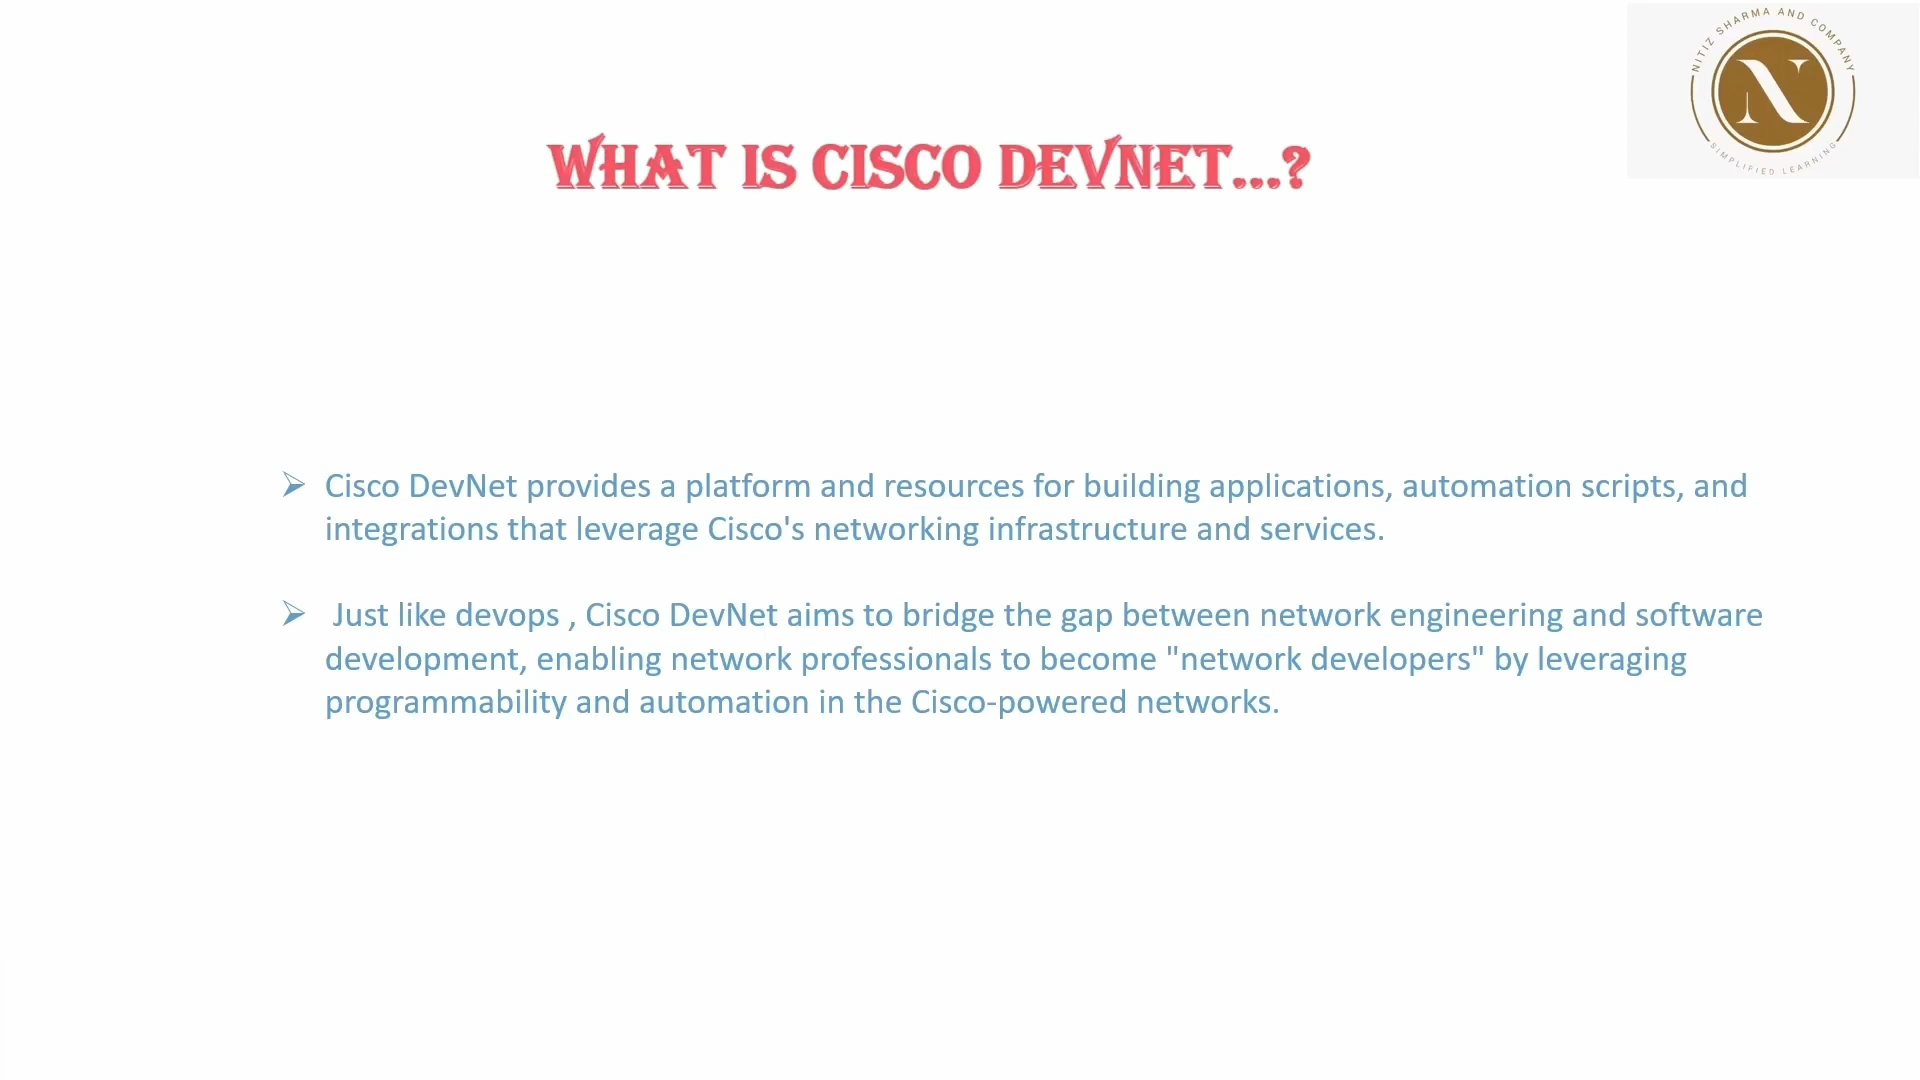 NITIZ SHARMA AND COMPANY
N
SIMPLIFIED LEARNING
WHAT IS CISCO DEVNET...?
Cisco DevNet provides a platform and resources for building applications, automation scripts, and
integrations that leverage Cisco's networking infrastructure and services.
Just like devops , Cisco DevNet aims to bridge the gap between network engineering and software
development, enabling network professionals to become "network developers" by leveraging
programmability and automation in the Cisco-powered networks.